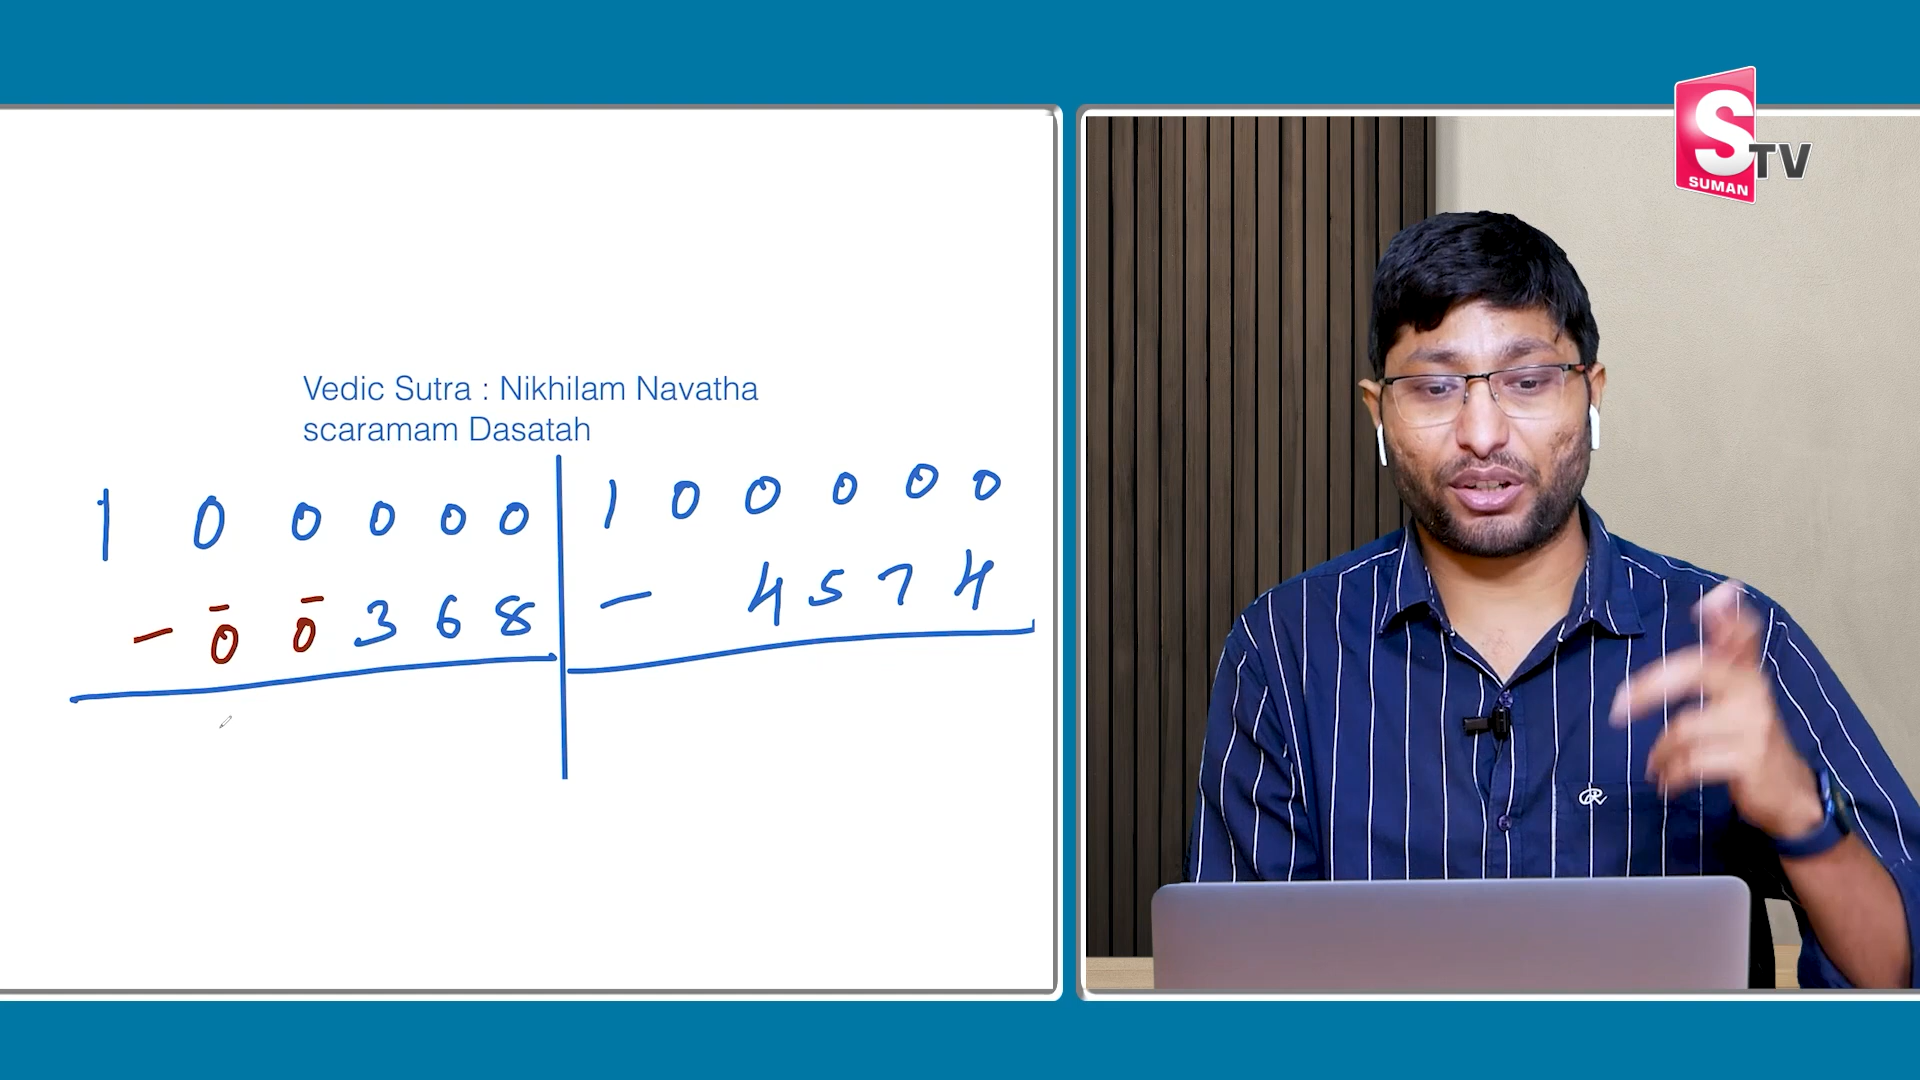 S
TV
SUMAN
Vedic Sutra : Nikhilam Navatha
scaramam Dasatah
1 0 0 0 0 0
- 0 0 3 6 8
1 0 0 0 0 0
- 4 5 7 4